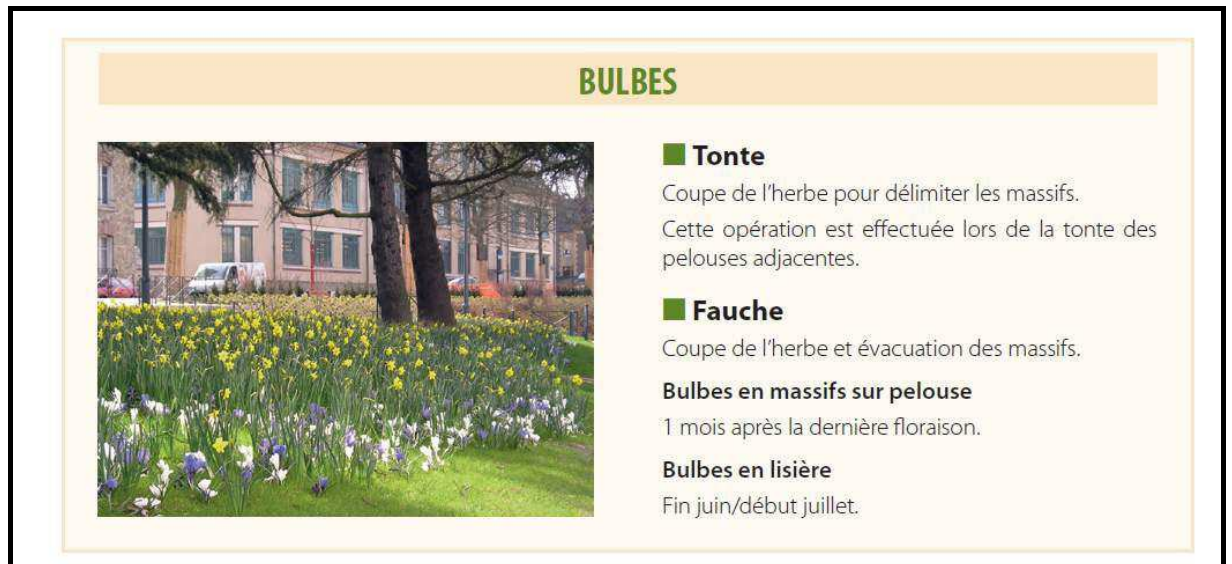 BULBES
Tonte
Coupe de l'herbe pour délimiter les massifs.
Cette opération est effectuée lors de la tonte des
pelouses adjacentes.
Fauche
Coupe de l'herbe et évacuation des massifs.
Bulbes en massifs sur pelouse
1 mois après la dernière floraison.
Bulbes en lisière
Fin juin/début juillet.